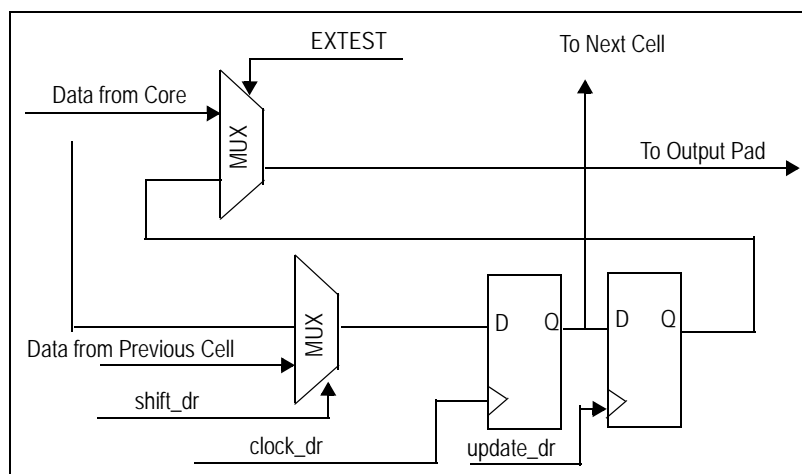 EXTEST
To Next Cell
Data from Core
MUX
To Output Pad
MUX
D Q
D Q
Data from Previous Cell
shift_dr
clock_dr
update_dr